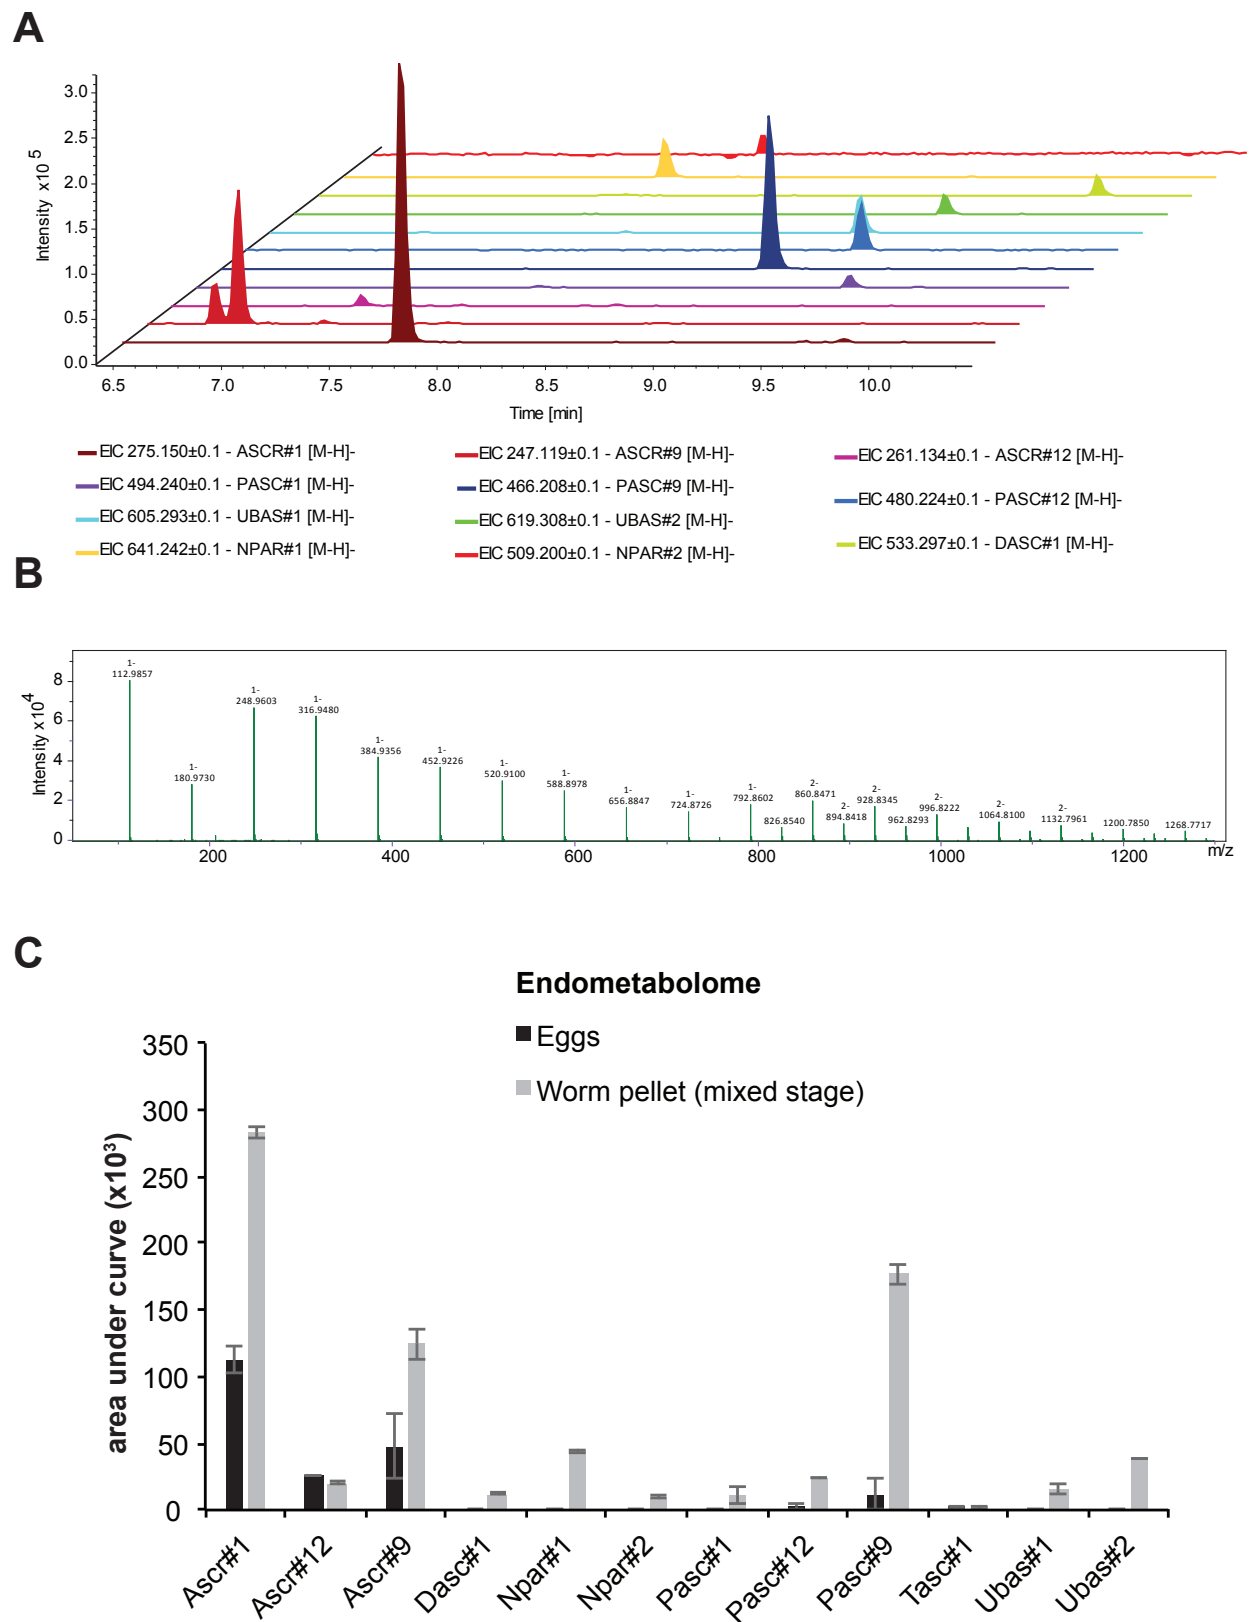 A
Intensity x10 5
3.0
2.5
2.0
1.5
1.0
0.5
0.0
6.5 7.0 7.5 8.0 8.5 9.0 9.5 10.0
Time [min]
EIC 275.150±0.1 - ASCR#1 [M-H]-
EIC 247.119±0.1 - ASCR#9 [M-H]-
EIC 261.134±0.1 - ASCR#12 [M-H]-
EIC 494.240±0.1 - PASC#1 [M-H]-
EIC 466.208±0.1 - PASC#9 [M-H]-
EIC 480.224±0.1 - PASC#12 [M-H]-
EIC 605.293±0.1 - UBAS#1 [M-H]-
EIC 619.308±0.1 - UBAS#2 [M-H]-
EIC 641.242±0.1 - NPAR#1 [M-H]-
EIC 509.200±0.1 - NPAR#2 [M-H]-
EIC 533.297±0.1 - DASC#1 [M-H]-
B
Intensity x10 4
8
6
4
2
0
1-
112.9857
1-
180.9730
1-
248.9603
1-
316.9480
1-
384.9356
1-
452.9226
1-
520.9100
1-
588.8978
1-
656.8847
1-
724.8726
1-
792.8602
826.8540
2-
860.8471
2-
894.8418
2-
928.8345
962.8293
2-
996.8222
2-
1064.8100
2-
1132.7961
1200.7850
1268.7717
200 400 600 800 1000 1200 m/z
C
Endometabolome
Eggs
Worm pellet (mixed stage)
area under curve (x10³)
350
300
250
200
150
100
50
0
Ascr#1
Ascr#12
Ascr#9
Dasc#1
Npar#1
Npar#2
Pasc#1
Pasc#12
Pasc#9
Tasc#1
Ubas#1
Ubas#2